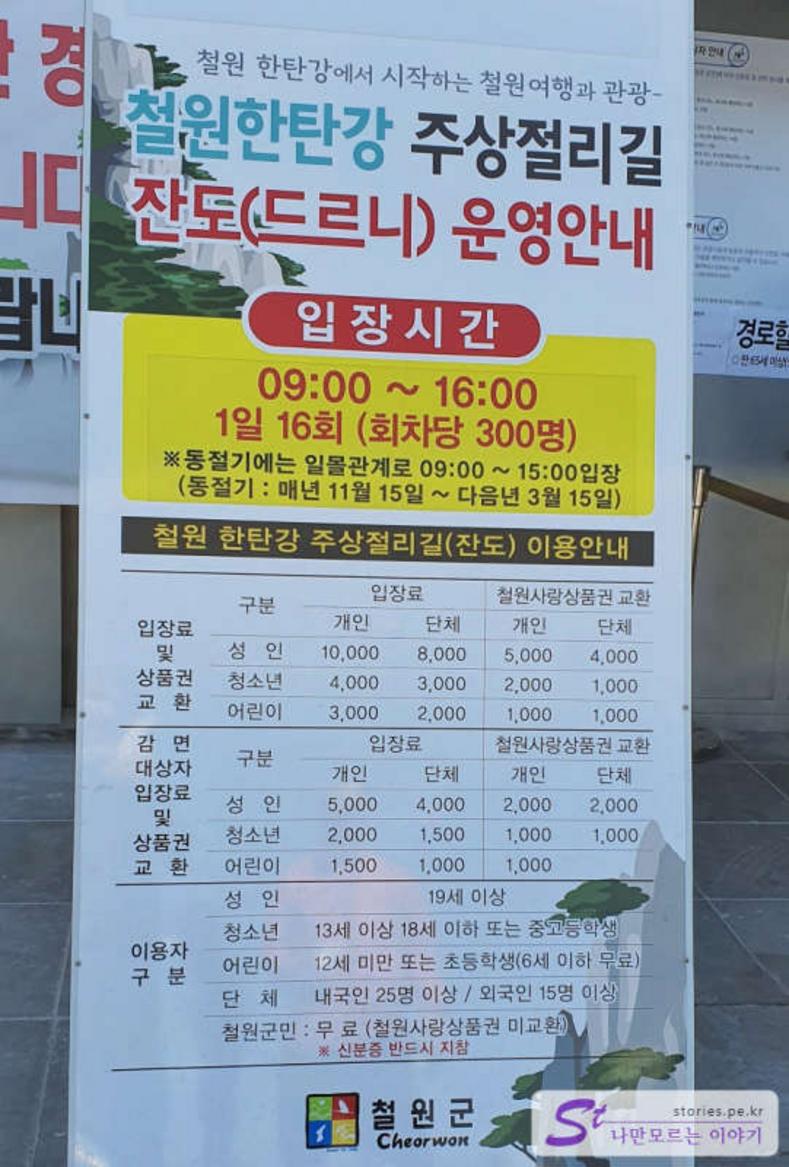 철원 한탄강에서 시작하는 철원여행과 관광-
철원한탄강 주상절리길
잔도(드르니) 운영안내
입장시간
09:00 ~ 16:00
1일 16회 (회차당 300명)
※동절기에는 일몰관계로 09:00 ~ 15:00입장
(동절기 : 매년 11월 15일 ~ 다음년 3월 15일)
철원 한탄강 주상절리길(잔도) 이용안내
입장료 및 상품권 교 환
구분 입장료 철원사랑상품권 교환
개인 단체 개인 단체
성 인 10,000 8,000 5,000 4,000
청소년 4,000 3,000 2,000 1,000
어린이 3,000 2,000 1,000 1,000
감 면 대상자 입장료 및 상품권 교 환
구분 입장료 철원사랑상품권 교환
개인 단체 개인 단체
성 인 5,000 4,000 2,000 2,000
청소년 2,000 1,500 1,000 1,000
어린이 1,500 1,000 1,000
이용자 구 분
성 인 19세 이상
청소년 13세 이상 18세 이하 또는 중고등학생
어린이 12세 미만 또는 초등학생(6세 이하 무료)
단 체 내국인 25명 이상 / 외국인 15명 이상
철원군민 : 무 료 (철원사랑상품권 미교환)
※ 신분증 반드시 지참
철원군
Cheorwon
경로할
만 65세 이상
St
stories.pe.kr
나만모르는 이야기